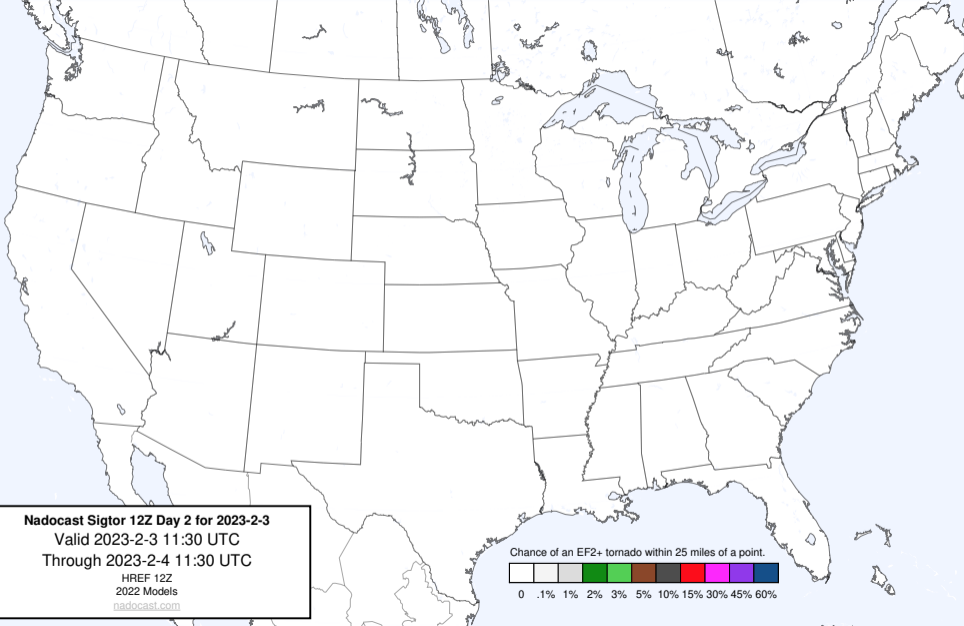 Nadocast Sigtor 12Z Day 2 for 2023-2-3
Valid 2023-2-3 11:30 UTC
Through 2023-2-4 11:30 UTC
HREF 12Z
2022 Models
nadocast.com
Chance of an EF2+ tornado within 25 miles of a point.
0 .1% 1% 2% 3% 5% 10% 15% 30% 45% 60%